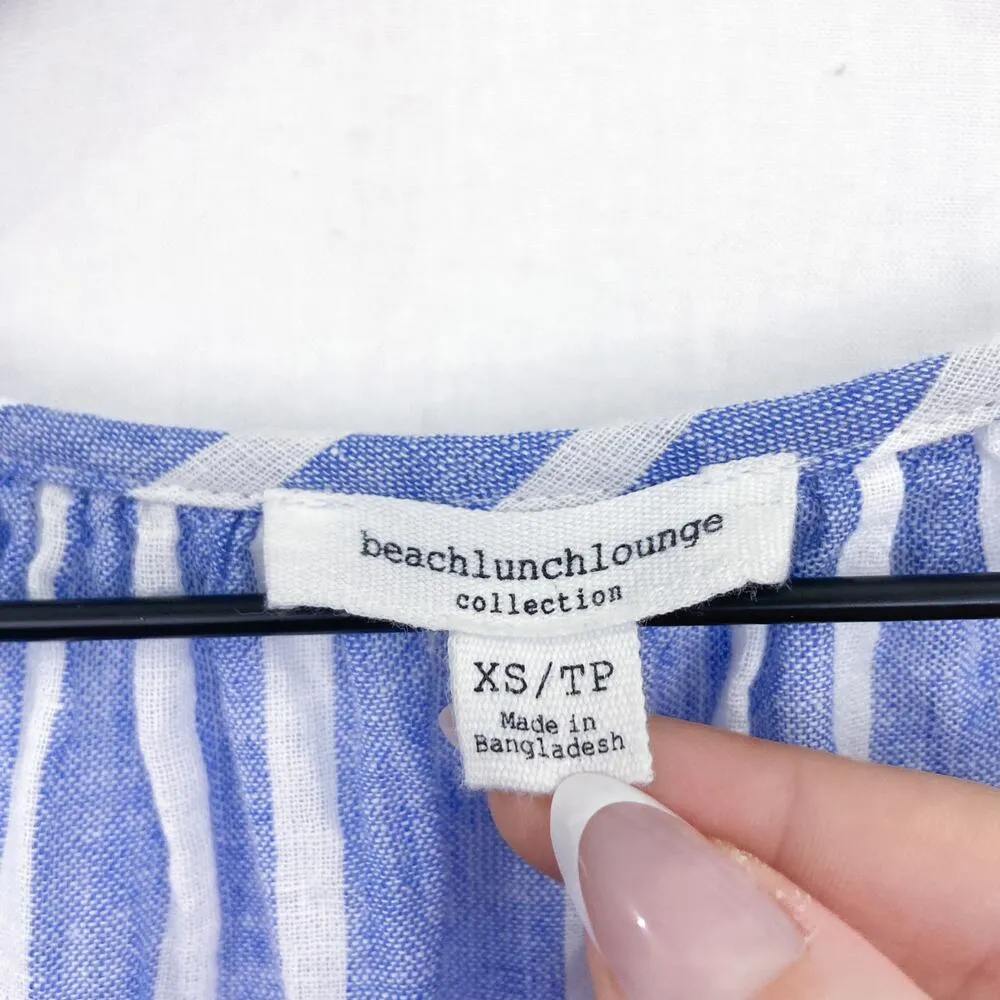 beachlunchlounge
collection
XS/TP
Made in
Bangladesh